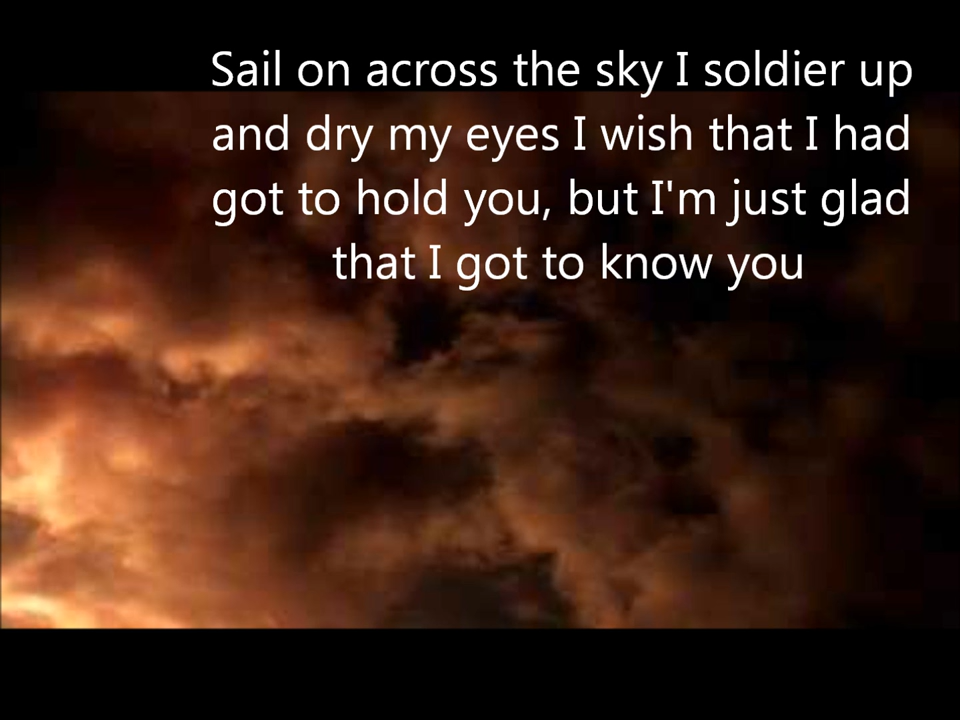 Sail on across the sky I soldier up
and dry my eyes I wish that I had
got to hold you, but I'm just glad
that I got to know you